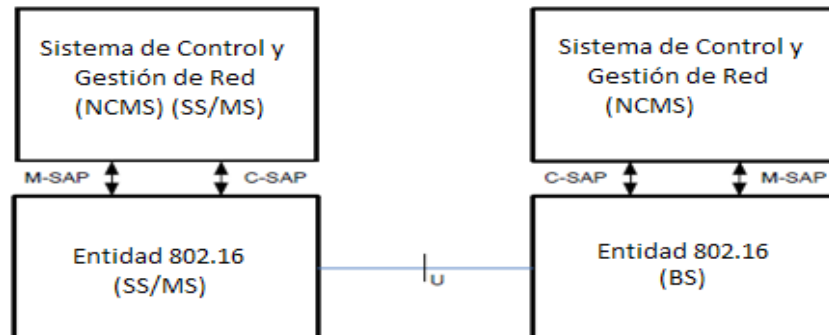 Sistema de Control y
Gestión de Red
(NCMS) (SS/MS)
Sistema de Control y
Gestión de Red
(NCMS)
M-SAP
C-SAP
C-SAP
M-SAP
Entidad 802.16
(SS/MS)
U
Entidad 802.16
(BS)